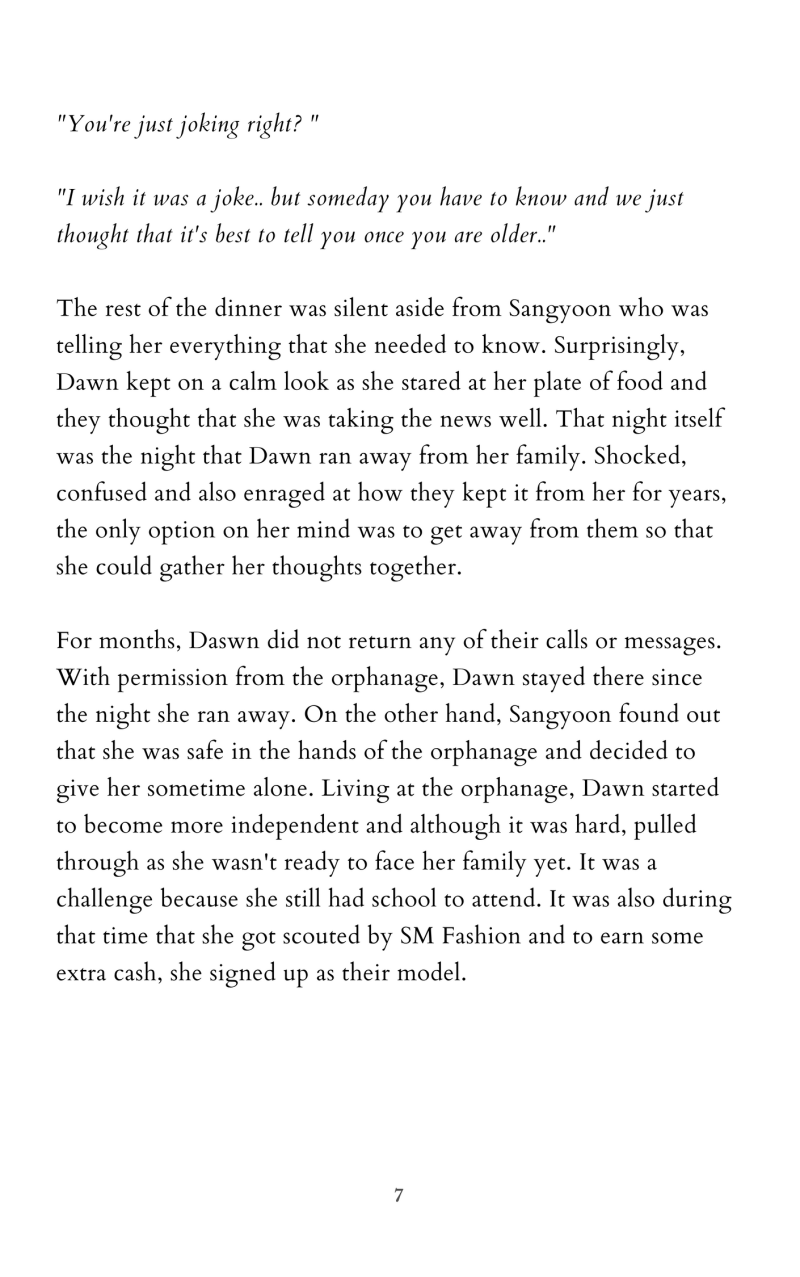 "You're just joking right? "
"I wish it was a joke.. but someday you have to know and we just
thought that it's best to tell you once you are older.."
The rest of the dinner was silent aside from Sangyoon who was
telling her everything that she needed to know. Surprisingly,
Dawn kept on a calm look as she stared at her plate of food and
they thought that she was taking the news well. That night itself
was the night that Dawn ran away from her family. Shocked,
confused and also enraged at how they kept it from her for years,
the only option on her mind was to get away from them so that
she could gather her thoughts together.
For months, Daswn did not return any of their calls or messages.
With permission from the orphanage, Dawn stayed there since
the night she ran away. On the other hand, Sangyoon found out
that she was safe in the hands of the orphanage and decided to
give her sometime alone. Living at the orphanage, Dawn started
to become more independent and although it was hard, pulled
through as she wasn't ready to face her family yet. It was a
challenge because she still had school to attend. It was also during
that time that she got scouted by SM Fashion and to earn some
extra cash, she signed up as their model.
7